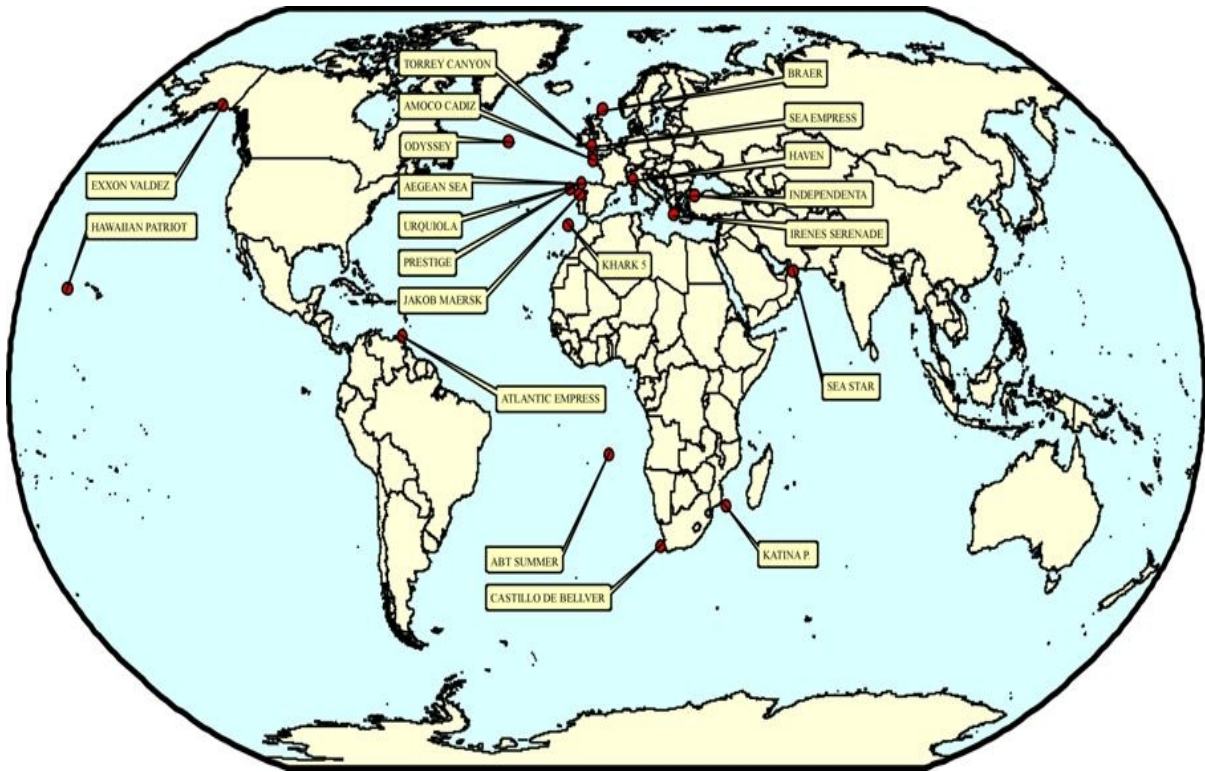 TORREY CANYON
BRAER
AMOCO CADIZ
SEA EMPRESS
ODYSSEY
HAVEN
EXXON VALDEZ
AEGEAN SEA
INDEPENDENTA
HAWAIIAN PATRIOT
URQUIOLA
IRENES SERENADE
PRESTIGE
KHARK 5
JAKOB MAERSK
SEA STAR
ATLANTIC EMPRESS
ABT SUMMER
KATINA P.
CASTILLO DE BELLVER